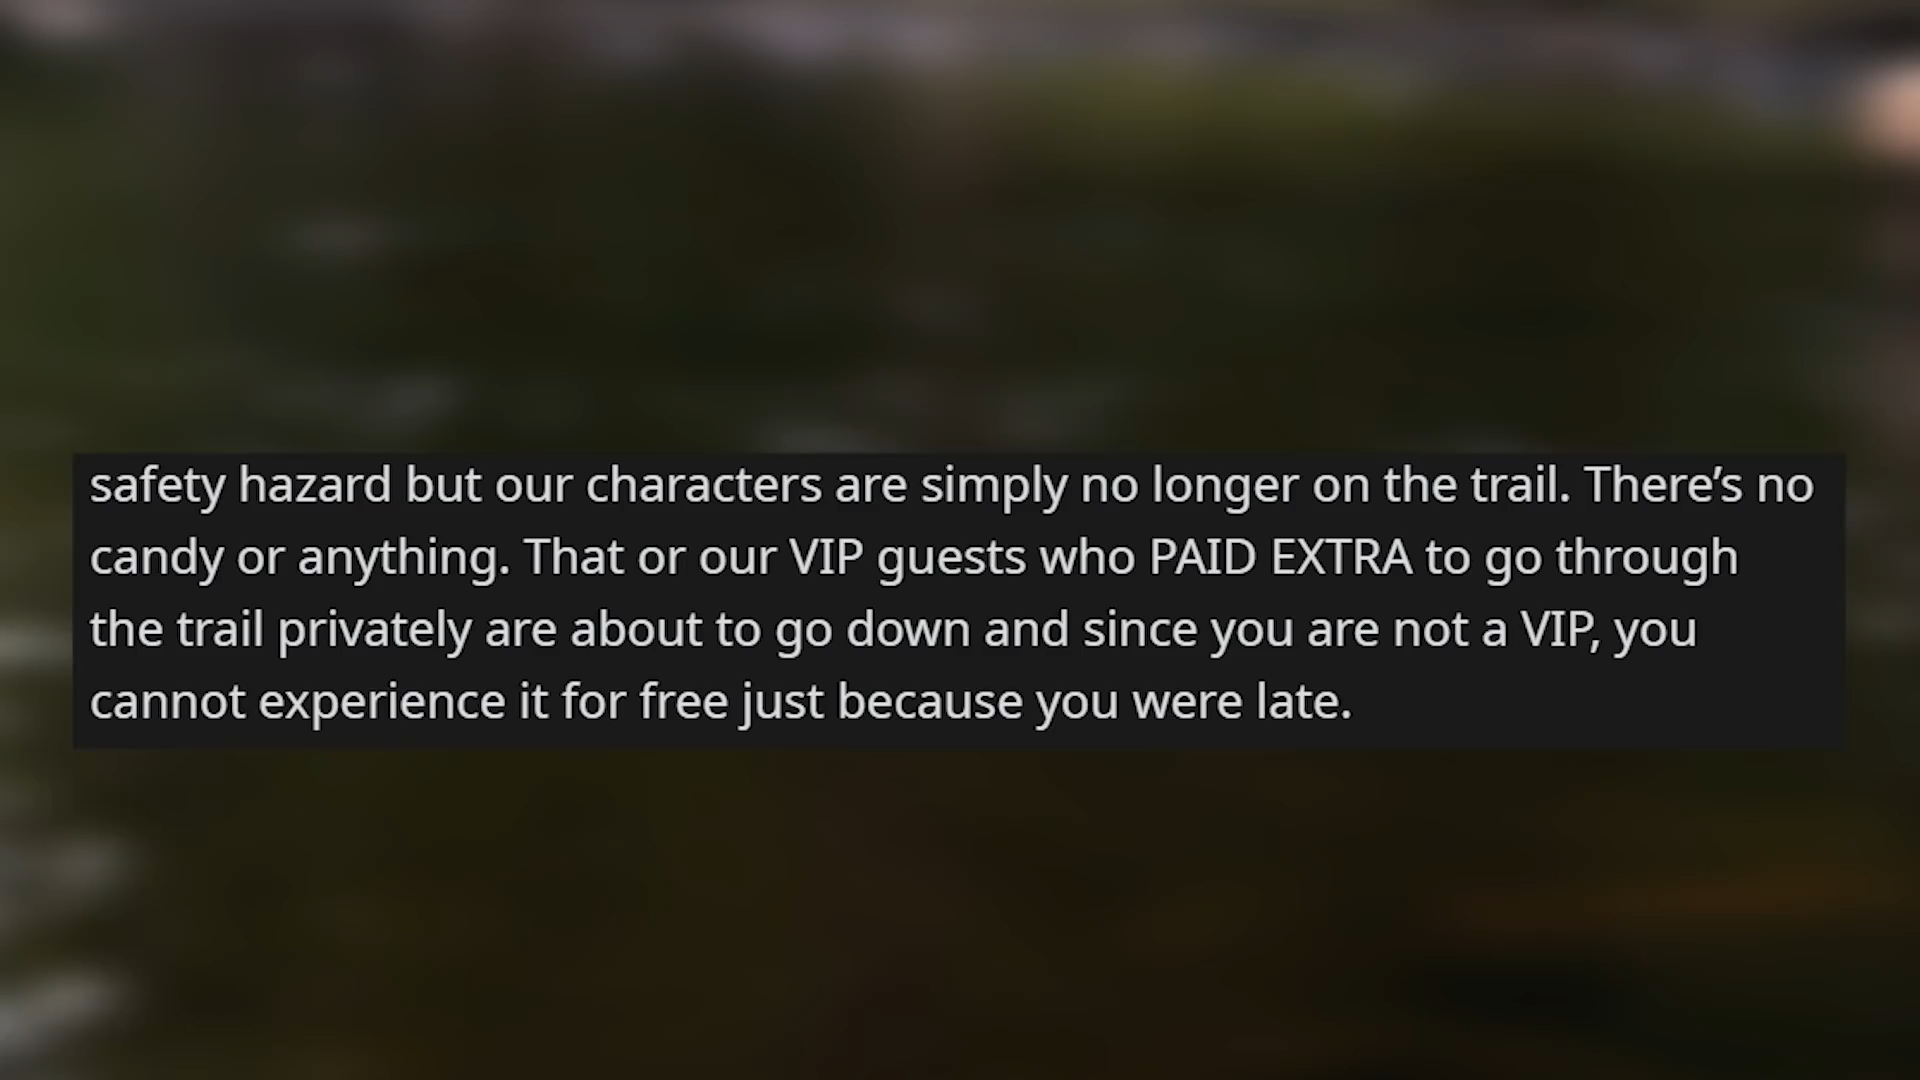 safety hazard but our characters are simply no longer on the trail. There’s no
candy or anything. That or our VIP guests who PAID EXTRA to go through
the trail privately are about to go down and since you are not a VIP, you
cannot experience it for free just because you were late.